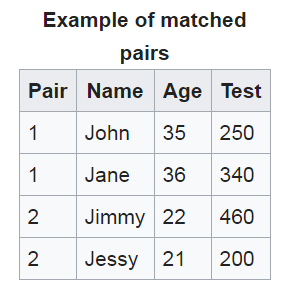 Example of matched
pairs
Pair Name Age Test
1 John 35 250
1 Jane 36 340
2 Jimmy 22 460
2 Jessy 21 200